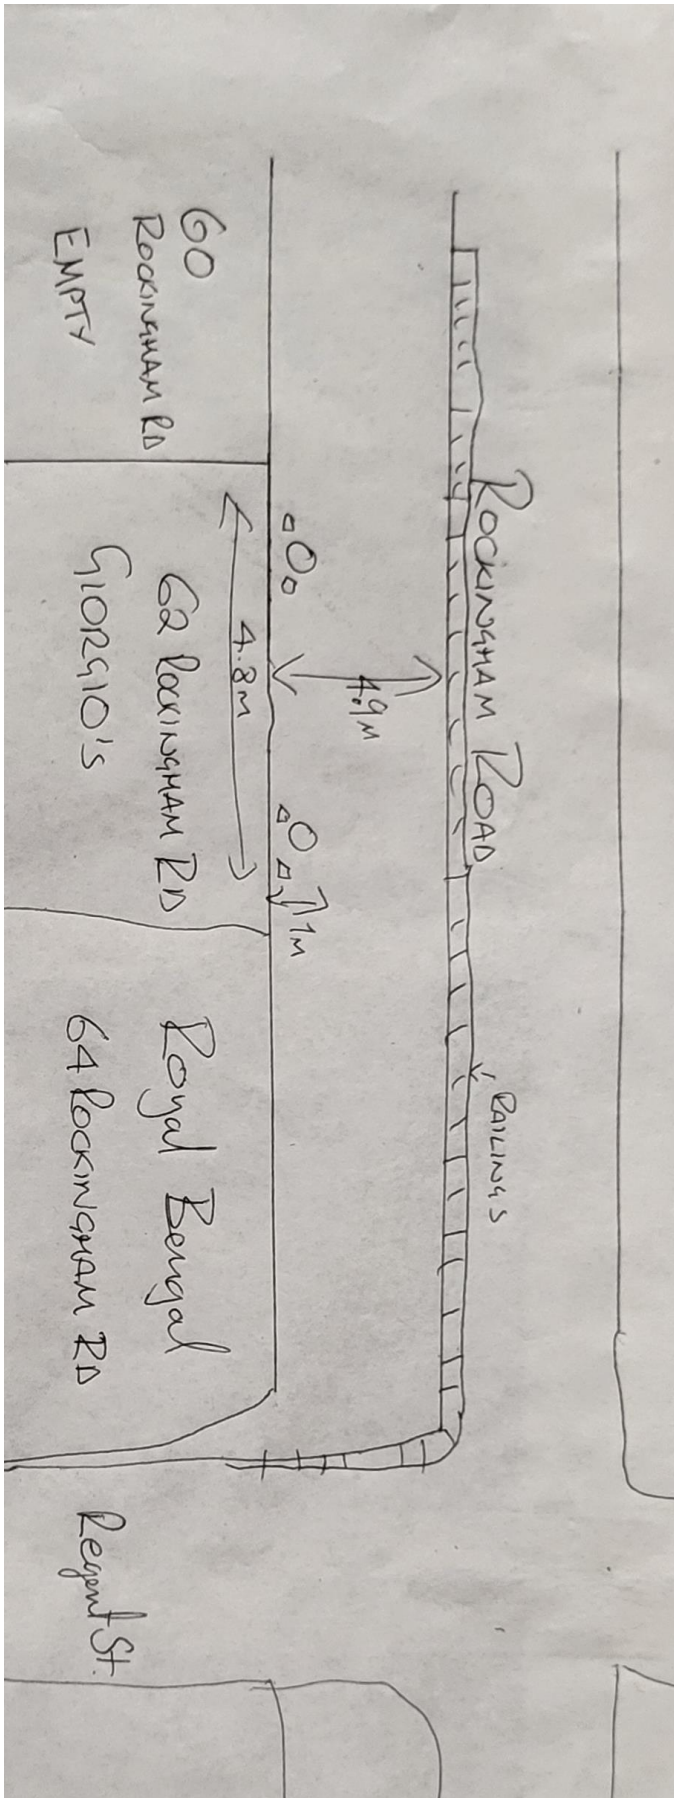 60
ROCKINGHAM RD
EMPTY
ROCKINGHAM ROAD
62 ROCKINGHAM RD
GIORGIO'S
4.8M
4.9M
1M
RAILINGS
Royal Bengal
64 ROCKINGHAM RD
Regent St.